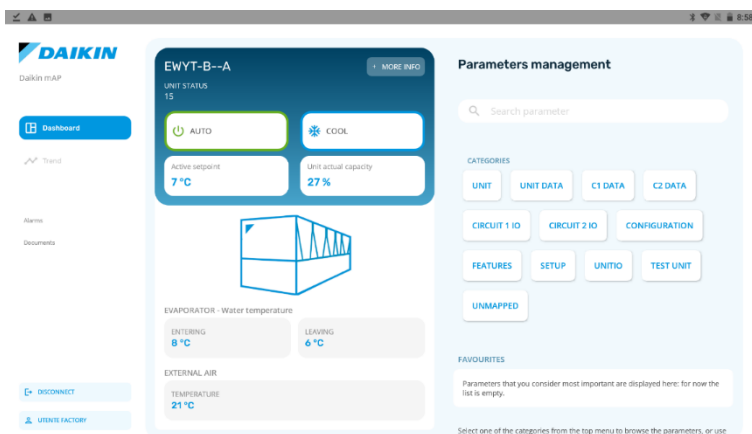 8:58
DAIKIN
Daikin mAP
Dashboard
Trend
Alarms
Documents
DISCONNECT
UTENTE FACTORY
EWYT-B--A
+ MORE INFO
UNIT STATUS
15
AUTO
COOL
Active setpoint
7 °C
Unit actual capacity
27 %
EVAPORATOR - Water temperature
ENTERING
8 °C
LEAVING
6 °C
EXTERNAL AIR
TEMPERATURE
21 °C
Parameters management
Search parameter
CATEGORIES
UNIT
UNIT DATA
C1 DATA
C2 DATA
CIRCUIT 1 IO
CIRCUIT 2 IO
CONFIGURATION
FEATURES
SETUP
UNITIO
TEST UNIT
UNMAPPED
FAVOURITES
Parameters that you consider most important are displayed here: for now the
list is empty.
Select one of the categories from the top menu to browse the parameters, or use